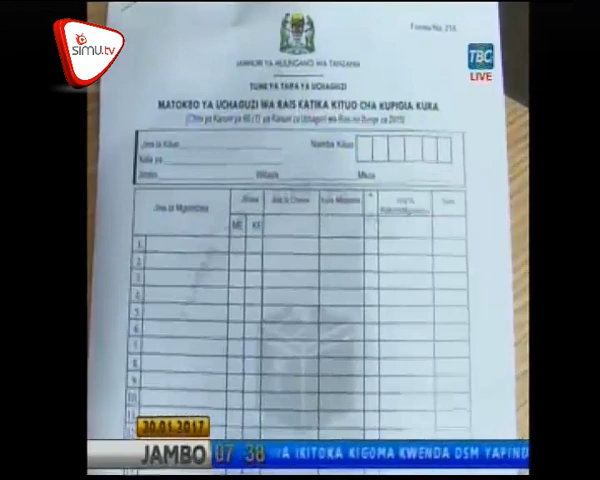 SIMU.tv
Fomu Na. 21A
JAMHURI YA MUUNGANO WA TANZANIA
TBC
LIVE
TUME YA TAIFA YA UCHAGUZI
MATOKEO YA UCHAGUZI WA RAIS KATIKA KITUO CHA KUPIGIA KURA
Jina la Kituo
Namba Kituo
Kata ya
Jimbo
Wilaya
Mkoa
Jina la Mgombea
Jinsia
Jina la Chama
ME
KE
1
2
3
4
5
6
7
8
9
10
11
30.01.2017
JAMBO 07 38 A IKITOKA KIGOMA KWENDA DSM YAPIND